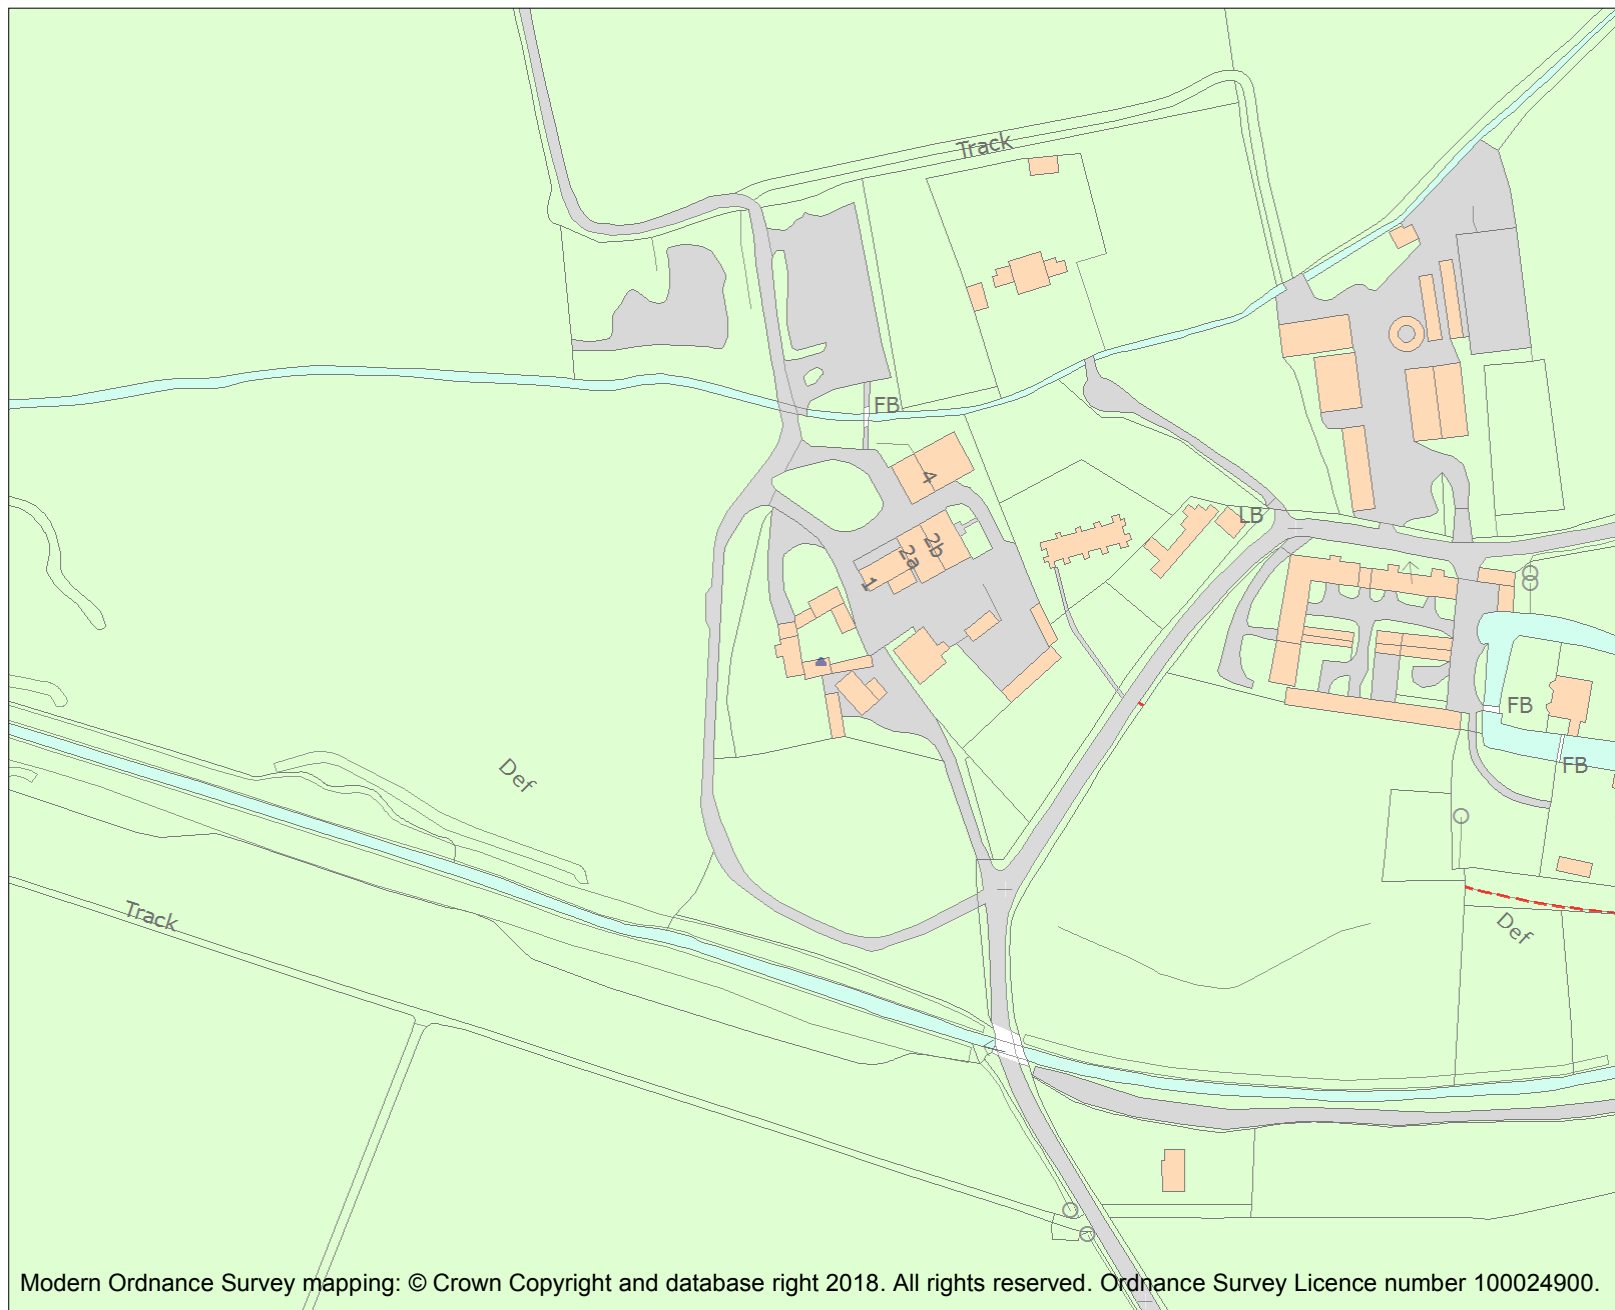 Track
FB
4
LB
2b
2a
1
FB
FB
Def
Track
Def
Modern Ordnance Survey mapping: © Crown Copyright and database right 2018. All rights reserved. Ordnance Survey Licence number 100024900.